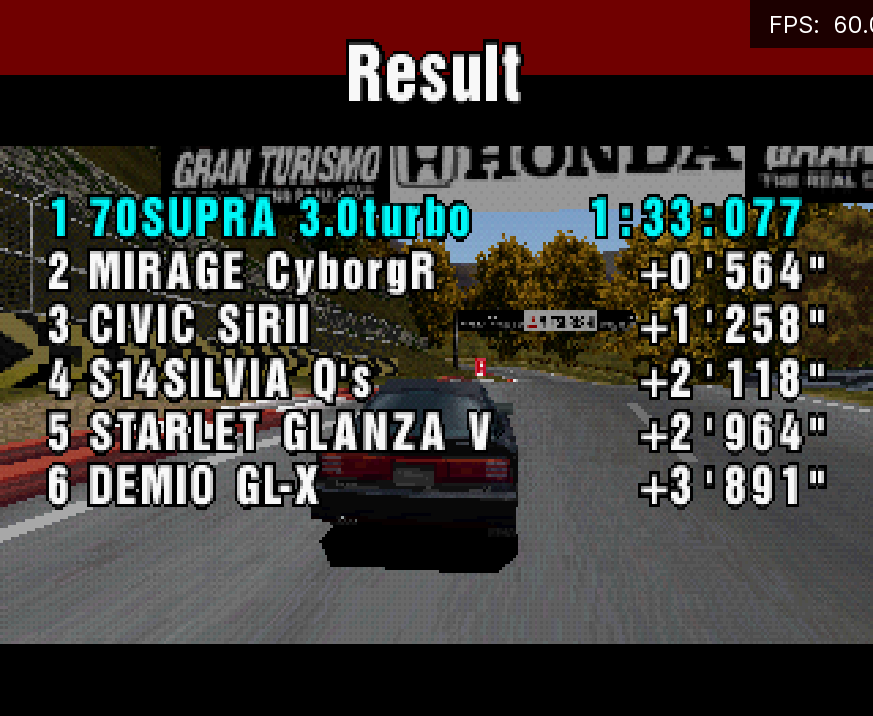 FPS: 60.0
Result
GRAN TURISMO
HONDA
1 70SUPRA 3.0turbo 1:33:077
2 MIRAGE CyborgR +0'564"
3 CIVIC SiRII +1'258"
4 S14SILVIA Q's +2'118"
5 STARLET GLANZA V +2'964"
6 DEMIO GL-X +3'891"